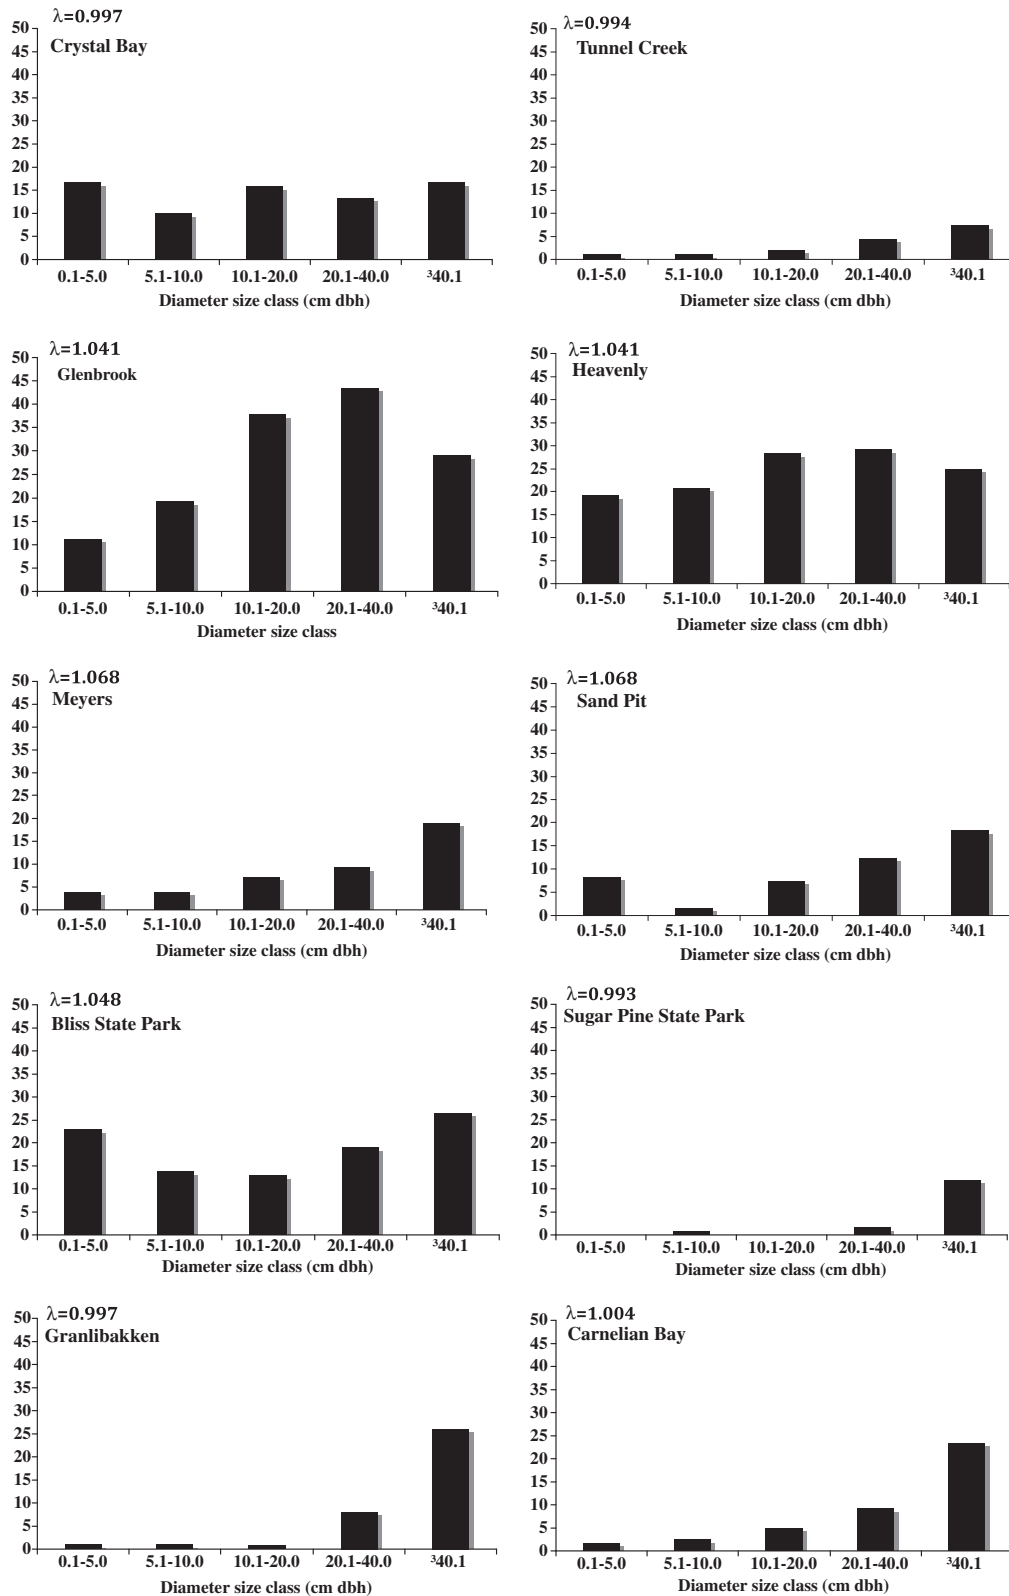 λ=0.997
Crystal Bay
50
45
40
35
30
25
20
15
10
5
0
0.1-5.0 5.1-10.0 10.1-20.0 20.1-40.0 ³40.1
Diameter size class (cm dbh)
λ=0.994
Tunnel Creek
50
45
40
35
30
25
20
15
10
5
0
0.1-5.0 5.1-10.0 10.1-20.0 20.1-40.0 ³40.1
Diameter size class (cm dbh)
λ=1.041
Glenbrook
50
45
40
35
30
25
20
15
10
5
0
0.1-5.0 5.1-10.0 10.1-20.0 20.1-40.0 ³40.1
Diameter size class
λ=1.041
Heavenly
50
45
40
35
30
25
20
15
10
5
0
0.1-5.0 5.1-10.0 10.1-20.0 20.1-40.0 ³40.1
Diameter size class (cm dbh)
λ=1.068
Meyers
50
45
40
35
30
25
20
15
10
5
0
0.1-5.0 5.1-10.0 10.1-20.0 20.1-40.0 ³40.1
Diameter size class (cm dbh)
λ=1.068
Sand Pit
50
45
40
35
30
25
20
15
10
5
0
0.1-5.0 5.1-10.0 10.1-20.0 20.1-40.0 ³40.1
Diameter size class (cm dbh)
λ=1.048
Bliss State Park
50
45
40
35
30
25
20
15
10
5
0
0.1-5.0 5.1-10.0 10.1-20.0 20.1-40.0 ³40.1
Diameter size class (cm dbh)
λ=0.993
Sugar Pine State Park
50
45
40
35
30
25
20
15
10
5
0
0.1-5.0 5.1-10.0 10.1-20.0 20.1-40.0 ³40.1
Diameter size class (cm dbh)
λ=0.997
Granlibakken
50
45
40
35
30
25
20
15
10
5
0
0.1-5.0 5.1-10.0 10.1-20.0 20.1-40.0 ³40.1
Diameter size class (cm dbh)
λ=1.004
Carnelian Bay
50
45
40
35
30
25
20
15
10
5
0
0.1-5.0 5.1-10.0 10.1-20.0 20.1-40.0 ³40.1
Diameter size class (cm dbh)